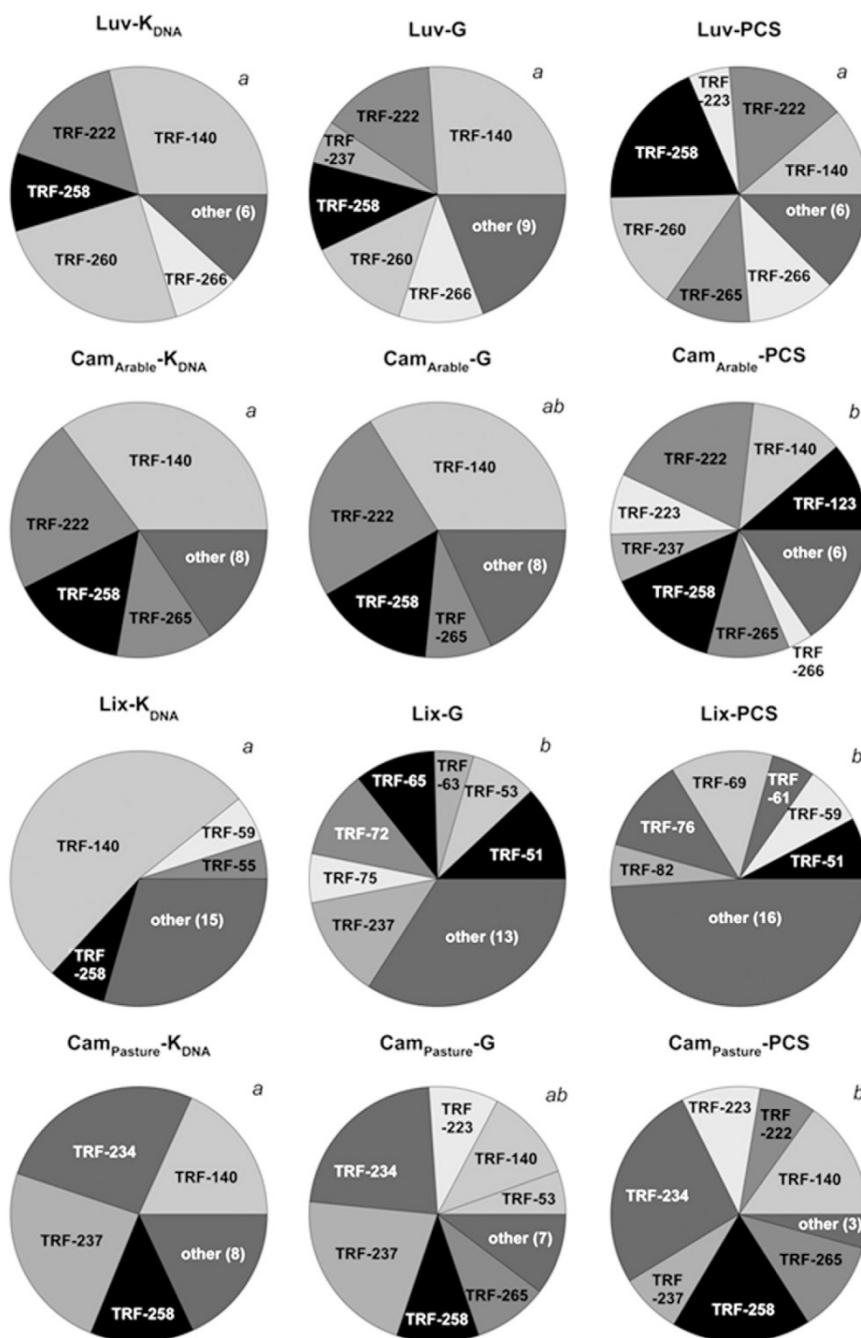 Luv-K DNA
a
TRF-222
TRF-140
TRF-258
TRF-260
TRF-266
other (6)
Luv-G
a
TRF-222
TRF-140
TRF
-237
TRF-258
TRF-260
TRF-266
other (9)
Luv-PCS
a
TRF
-223
TRF-222
TRF-258
TRF-140
TRF-260
TRF-265
TRF-266
other (6)
Cam Arable-K DNA
a
TRF-140
TRF-222
TRF-258
TRF-265
other (8)
Cam Arable-G
ab
TRF-140
TRF-222
TRF-258
TRF
-265
other (8)
Cam Arable-PCS
b
TRF-222
TRF-140
TRF-223
TRF-123
TRF-237
TRF-258
TRF-265
TRF
-266
other (6)
Lix-K DNA
a
TRF-140
TRF-59
TRF-55
TRF
-258
other (15)
Lix-G
b
TRF-65
TRF
-63
TRF-53
TRF-72
TRF-51
TRF-75
TRF-237
other (13)
Lix-PCS
b
TRF-69
TRF
-61
TRF-59
TRF-76
TRF-51
TRF-82
other (16)
Cam Pasture-K DNA
a
TRF-234
TRF-140
TRF-237
TRF-258
other (8)
Cam Pasture-G
ab
TRF
-223
TRF-234
TRF-140
TRF-53
TRF-237
TRF-258
TRF-265
other (7)
Cam Pasture-PCS
b
TRF-223
TRF
-222
TRF-234
TRF-140
TRF
-237
TRF-258
TRF-265
other (3)